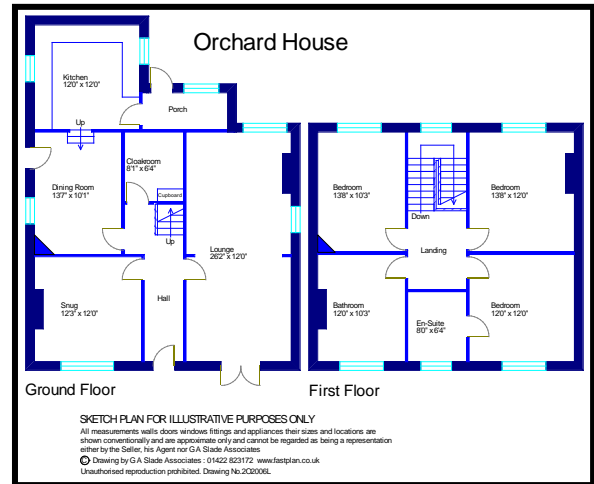 Orchard House
Kitchen
12'0" x 12'0"
Up
Porch
Cloakroom
8'1" x 6'4"
Cupboard
Dining Room
13'7" x 10'1"
Up
Lounge
26'2" x 12'0"
Snug
12'3" x 12'0"
Hall
Ground Floor
Bedroom
13'8" x 10'3"
Bedroom
13'8" x 12'0"
Down
Landing
Bathroom
12'0" x 10'3"
En-Suite
8'0" x 6'4"
Bedroom
12'0" x 12'0"
First Floor
SKETCH PLAN FOR ILLUSTRATIVE PURPOSES ONLY
All measurements walls doors windows fittings and appliances their sizes and locations are
shown conventionally and are approximate only and cannot be regarded as being a representation
either by the Seller, his Agent nor G A Slade Associates
© Drawing by G A Slade Associates : 01422 823172 www.fastplan.co.uk
Unauthorised reproduction prohibited. Drawing No.2O2006L